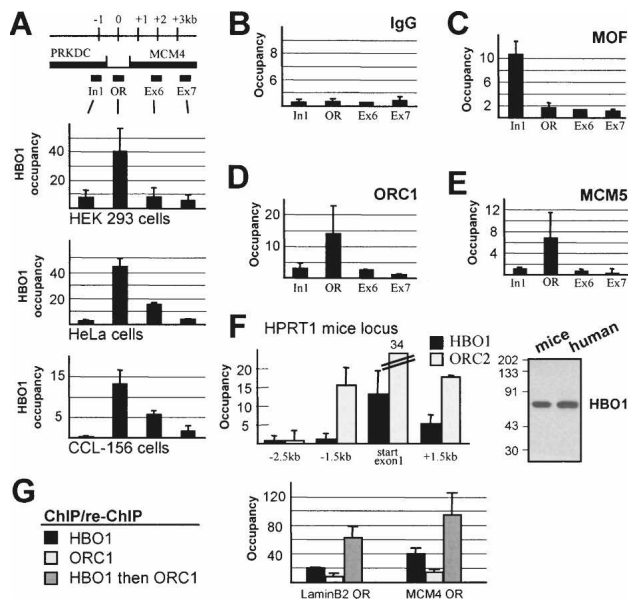 A
-1 0 +1 +2 +3kb
PRKDC MCM4
In1 OR Ex6 Ex7
HBO1 occupancy
40
20
HEK 293 cells
HBO1 occupancy
40
20
HeLa cells
HBO1 occupancy
15
5
CCL-156 cells
B
IgG
Occupancy
8
6
In1 OR Ex6 Ex7
C
MOF
Occupancy
10
6
2
In1 OR Ex6 Ex7
D
ORC1
Occupancy
20
10
In1 OR Ex6 Ex7
E
MCM5
Occupancy
12
8
4
In1 OR Ex6 Ex7
F
HPRT1 mice locus
34
HBO1
ORC2
Occupancy
20
15
10
5
-2.5kb -1.5kb start exon1 +1.5kb
mice human
202
133
91
43
30
HBO1
G
ChIP/re-ChIP
HBO1
ORC1
HBO1 then ORC1
Occupancy
120
80
40
LaminB2 OR MCM4 OR